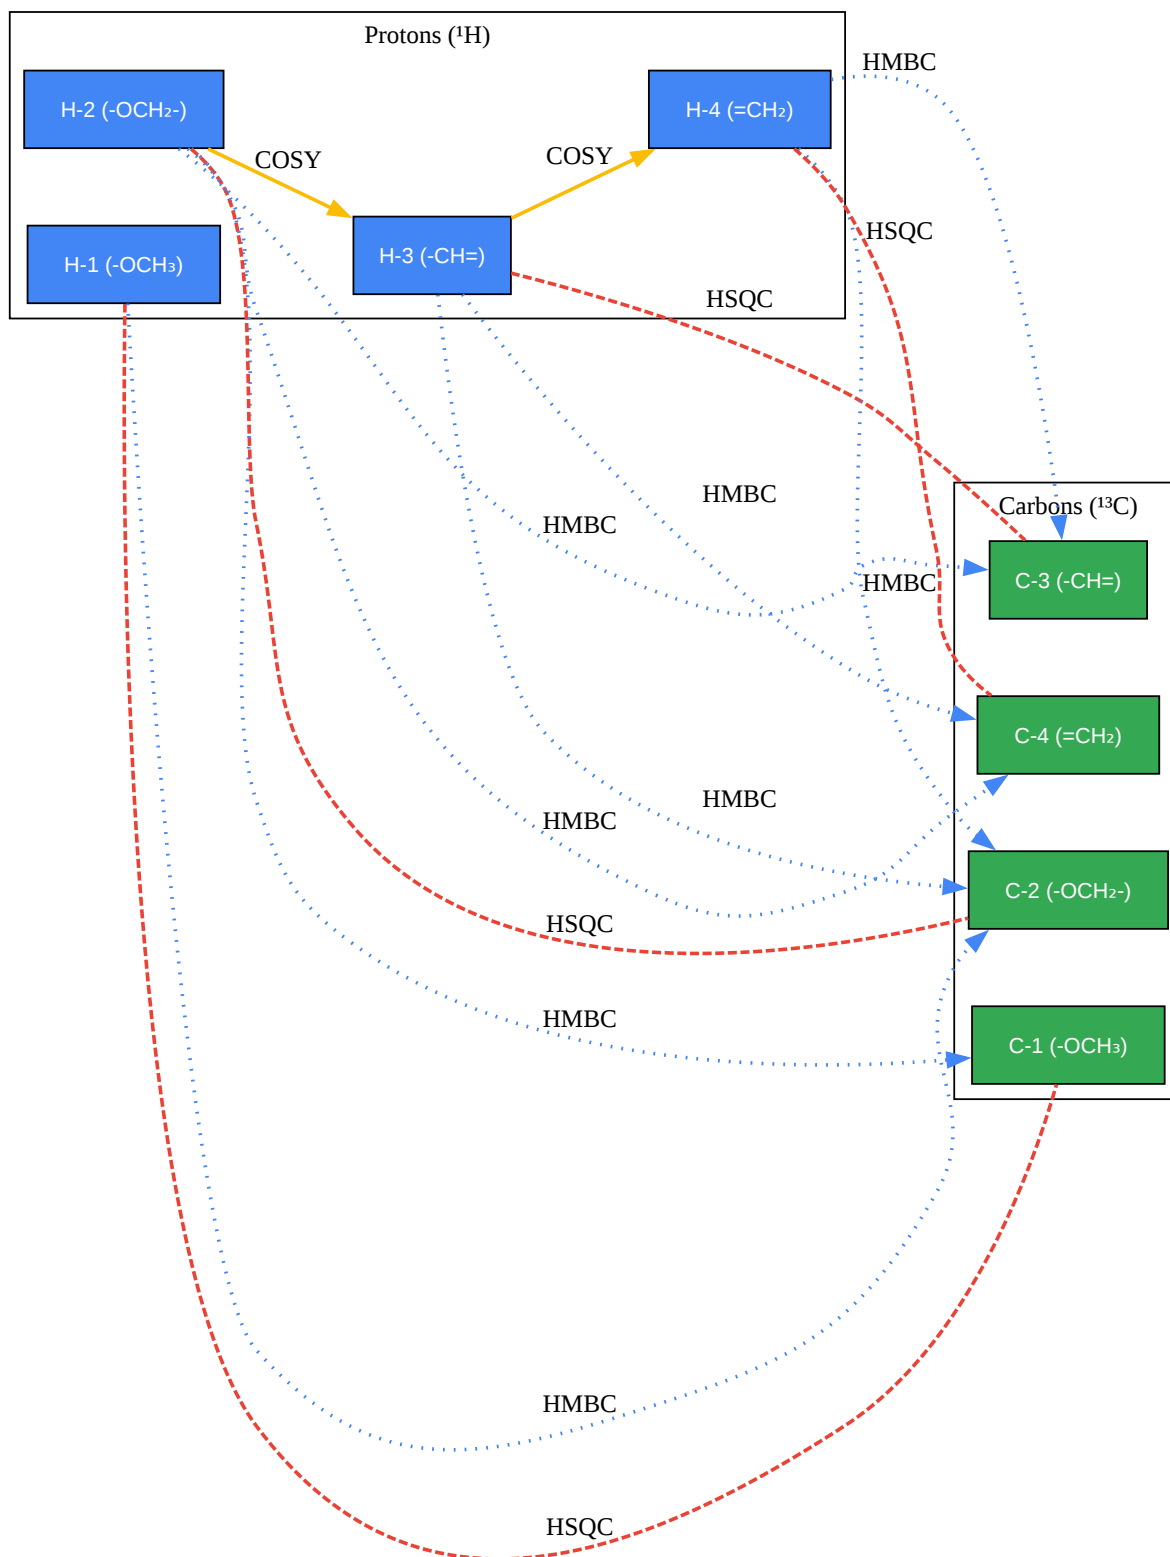 Protons (¹H)
HMBC
H-2 (-OCH₂-)
H-4 (=CH₂)
COSY
COSY
HSQC
H-1 (-OCH₃)
H-3 (-CH=)
HSQC
HMBC
Carbons (¹³C)
HMBC
C-3 (-CH=)
HMBC
C-4 (=CH₂)
HMBC
HMBC
C-2 (-OCH₂-)
HSQC
HMBC
C-1 (-OCH₃)
HMBC
HSQC